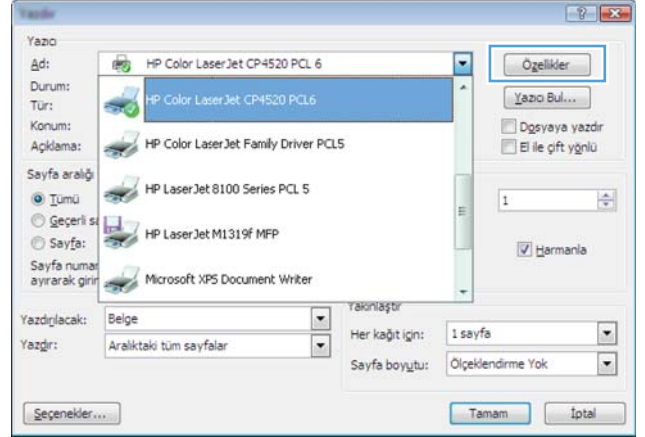 Yazdır
Yazıcı
Ad:
HP Color LaserJet CP4520 PCL 6
Özellikler
Durum:
HP Color LaserJet CP4520 PCL6
Yazıcı Bul...
Tür:
Konum:
Dosyaya yazdır
Açıklama:
HP Color LaserJet Family Driver PCL5
El ile çift yönlü
Sayfa aralığı
Tümü
HP LaserJet 8100 Series PCL 5
1
Geçerli
Sayfa:
HP LaserJet M1319f MFP
Harmanla
Sayfa
ayırarak
Microsoft XPS Document Writer
Yakınlaştır
Yazdırılacak:
Belge
Her kağıt için:
1 sayfa
Yazdır:
Aralıktaki tüm sayfalar
Sayfa boyutu:
Ölçeklendirme Yok
Seçenekler...
Tamam
İptal